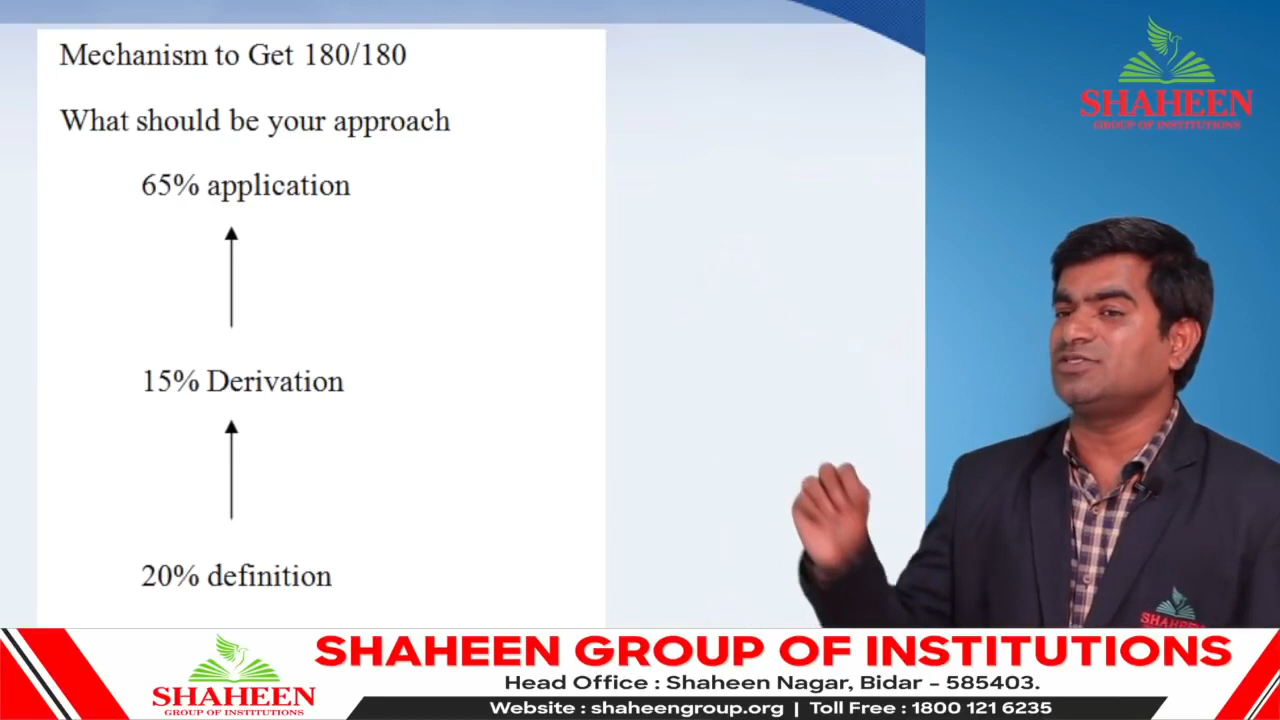 Mechanism to Get 180/180
What should be your approach
65% application
15% Derivation
20% definition
SHAHEEN
GROUP OF INSTITUTIONS
SHAHEEN
SHAHEEN
GROUP OF INSTITUTIONS
SHAHEEN GROUP OF INSTITUTIONS
Head Office : Shaheen Nagar, Bidar - 585403.
Website : shaheengroup.org | Toll Free : 1800 121 6235